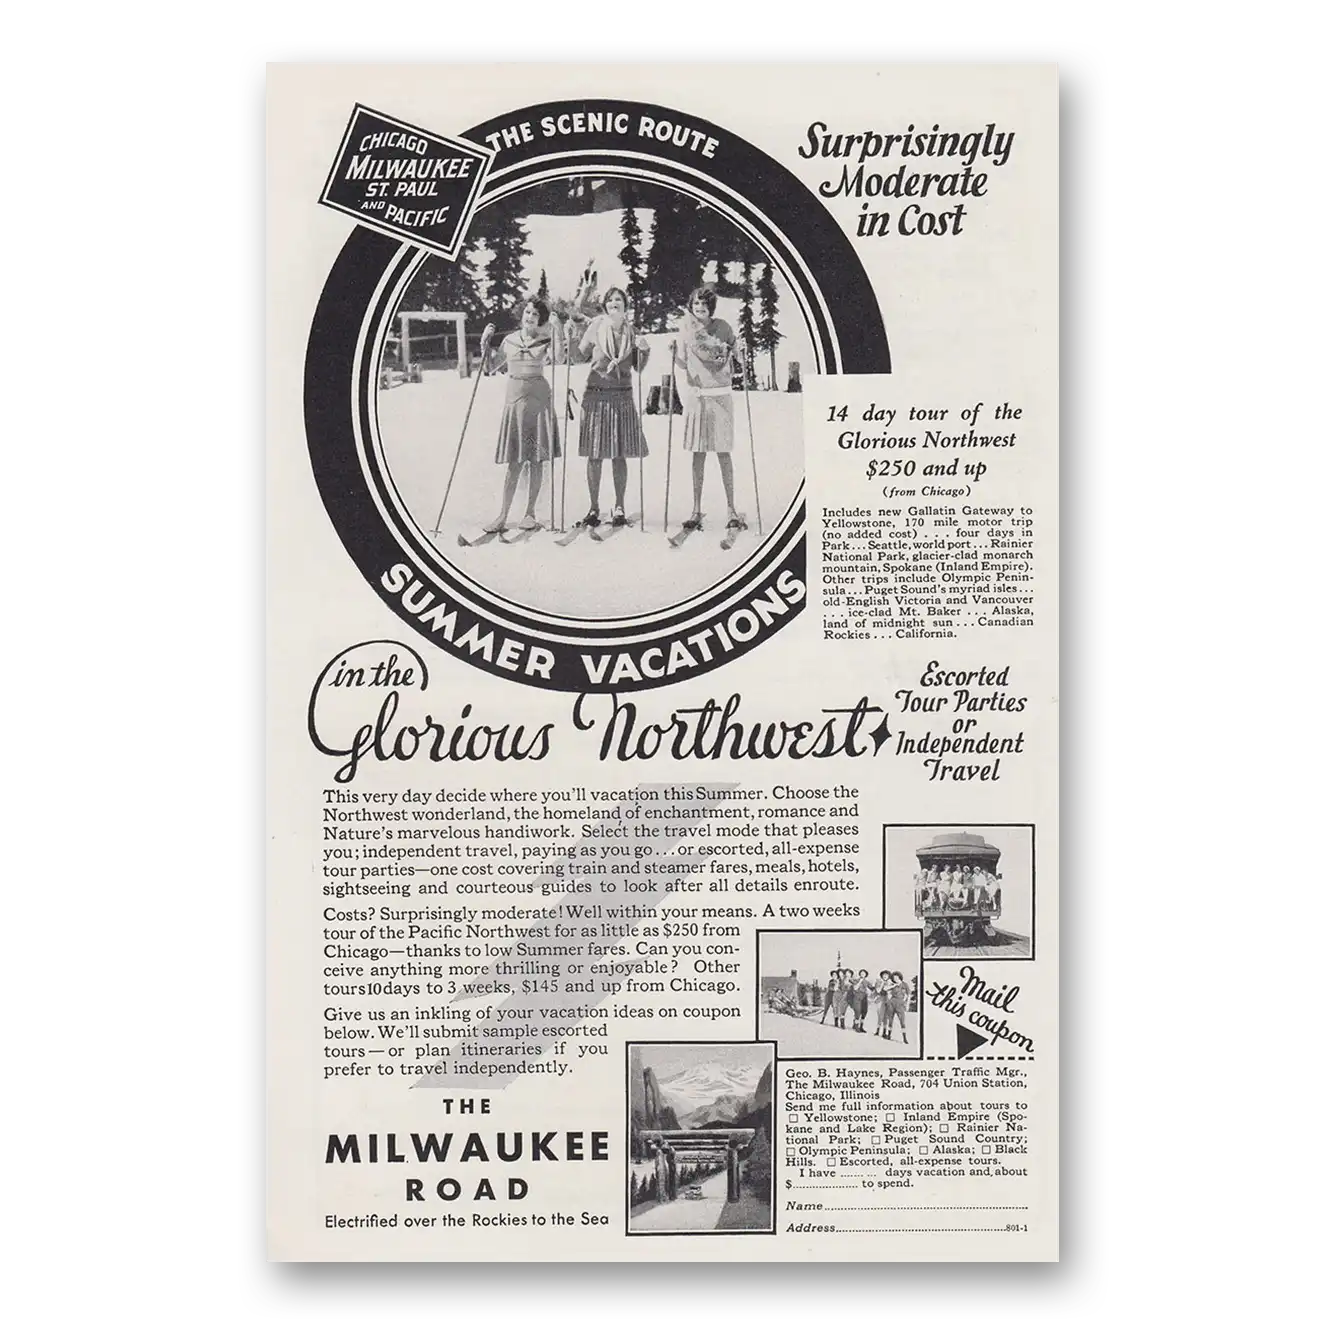 CHICAGO
MILWAUKEE
ST. PAUL
AND PACIFIC
THE SCENIC ROUTE
SUMMER VACATIONS
Surprisingly
Moderate
in Cost
14 day tour of the
Glorious Northwest
$250 and up
(from Chicago)
Includes new Gallatin Gateway to
Yellowstone, 170 mile motor trip
(no added cost) . . . four days in
Park . . . Seattle, world port . . . Rainier
National Park, glacier-clad monarch
mountain, Spokane (Inland Empire).
Other trips include Olympic Penin-
sula . . . Puget Sound's myriad isles . . .
old-English Victoria and Vancouver
. . . ice-clad Mt. Baker . . . Alaska,
land of midnight sun . . . Canadian
Rockies . . . California.
in the
Glorious Northwest
Escorted
Tour Parties
or
Independent
Travel
This very day decide where you'll vacation this Summer. Choose the
Northwest wonderland, the homeland of enchantment, romance and
Nature's marvelous handiwork. Select the travel mode that pleases
you; independent travel, paying as you go . . . or escorted, all-expense
tour parties—one cost covering train and steamer fares, meals, hotels,
sightseeing and courteous guides to look after all details enroute.
Costs? Surprisingly moderate! Well within your means. A two weeks
tour of the Pacific Northwest for as little as $250 from
Chicago—thanks to low Summer fares. Can you con-
ceive anything more thrilling or enjoyable? Other
tours 10 days to 3 weeks, $145 and up from Chicago.
Give us an inkling of your vacation ideas on coupon
below. We'll submit sample escorted
tours—or plan itineraries if you
prefer to travel independently.
THE
MILWAUKEE
ROAD
Electrified over the Rockies to the Sea
Mail
this coupon
Geo. B. Haynes, Passenger Traffic Mgr.,
The Milwaukee Road, 704 Union Station,
Chicago, Illinois
Send me full information about tours to
☐ Yellowstone; ☐ Inland Empire (Spo-
kane and Lake Region); ☐ Rainier Na-
tional Park; ☐ Puget Sound Country;
☐ Olympic Peninsula; ☐ Alaska; ☐ Black
Hills. ☐ Escorted, all-expense tours.
I have ............ days vacation and about
$.................... to spend.
Name............................................................
Address..................................................801-1